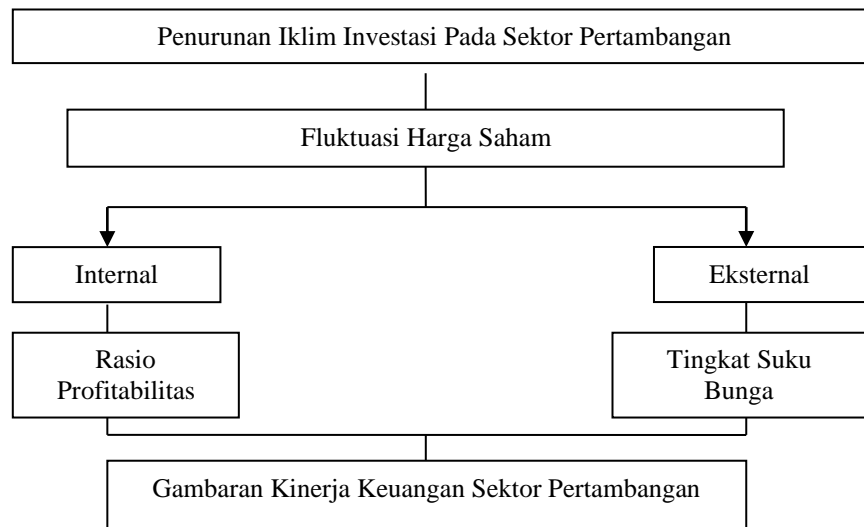 Penurunan Iklim Investasi Pada Sektor Pertambangan
Fluktuasi Harga Saham
Internal
Eksternal
Rasio
Profitabilitas
Tingkat Suku
Bunga
Gambaran Kinerja Keuangan Sektor Pertambangan